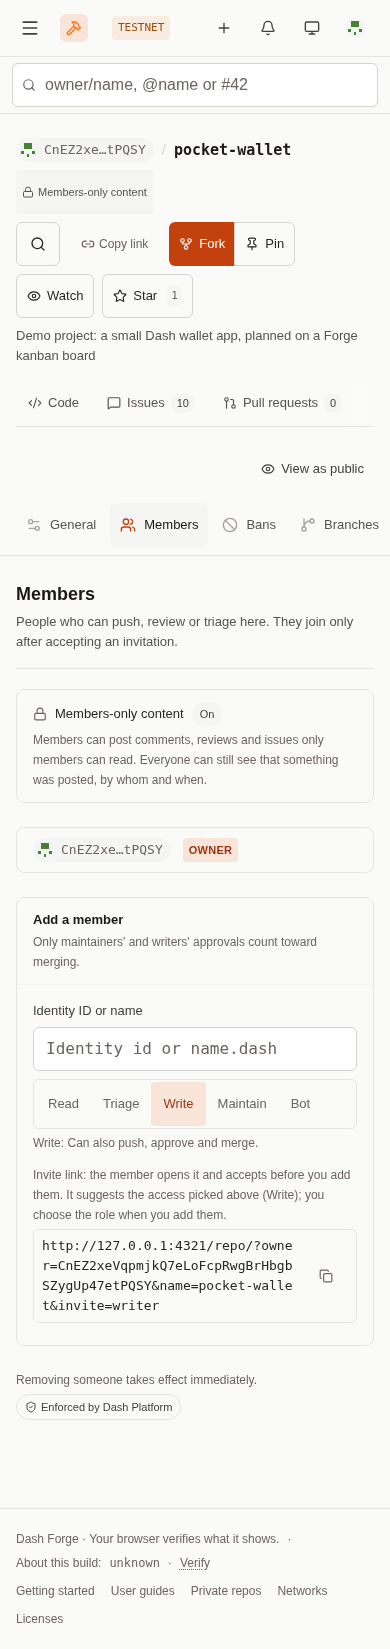 TESTNET
owner/name, @name or #42
CnEZ2xe…tPQSY / pocket-wallet
Members-only content
Copy link Fork Pin
Watch Star 1
Demo project: a small Dash wallet app, planned on a Forge
kanban board
Code Issues 10 Pull requests 0
View as public
General Members Bans Branches
Members
People who can push, review or triage here. They join only
after accepting an invitation.
Members-only content On
Members can post comments, reviews and issues only
members can read. Everyone can still see that something
was posted, by whom and when.
CnEZ2xe…tPQSY OWNER
Add a member
Only maintainers' and writers' approvals count toward
merging.
Identity ID or name
Identity id or name.dash
Read Triage Write Maintain Bot
Write: Can also push, approve and merge.
Invite link: the member opens it and accepts before you add
them. It suggests the access picked above (Write); you
choose the role when you add them.
http://127.0.0.1:4321/repo/?owne
r=CnEZ2xeVqpmjkQ7eLoFcpRwgBrHbgb
SZygUp47etPQSY&name=pocket-walle
t&invite=writer
Removing someone takes effect immediately.
Enforced by Dash Platform
Dash Forge · Your browser verifies what it shows. ·
About this build: unknown · Verify
Getting started User guides Private repos Networks
Licenses